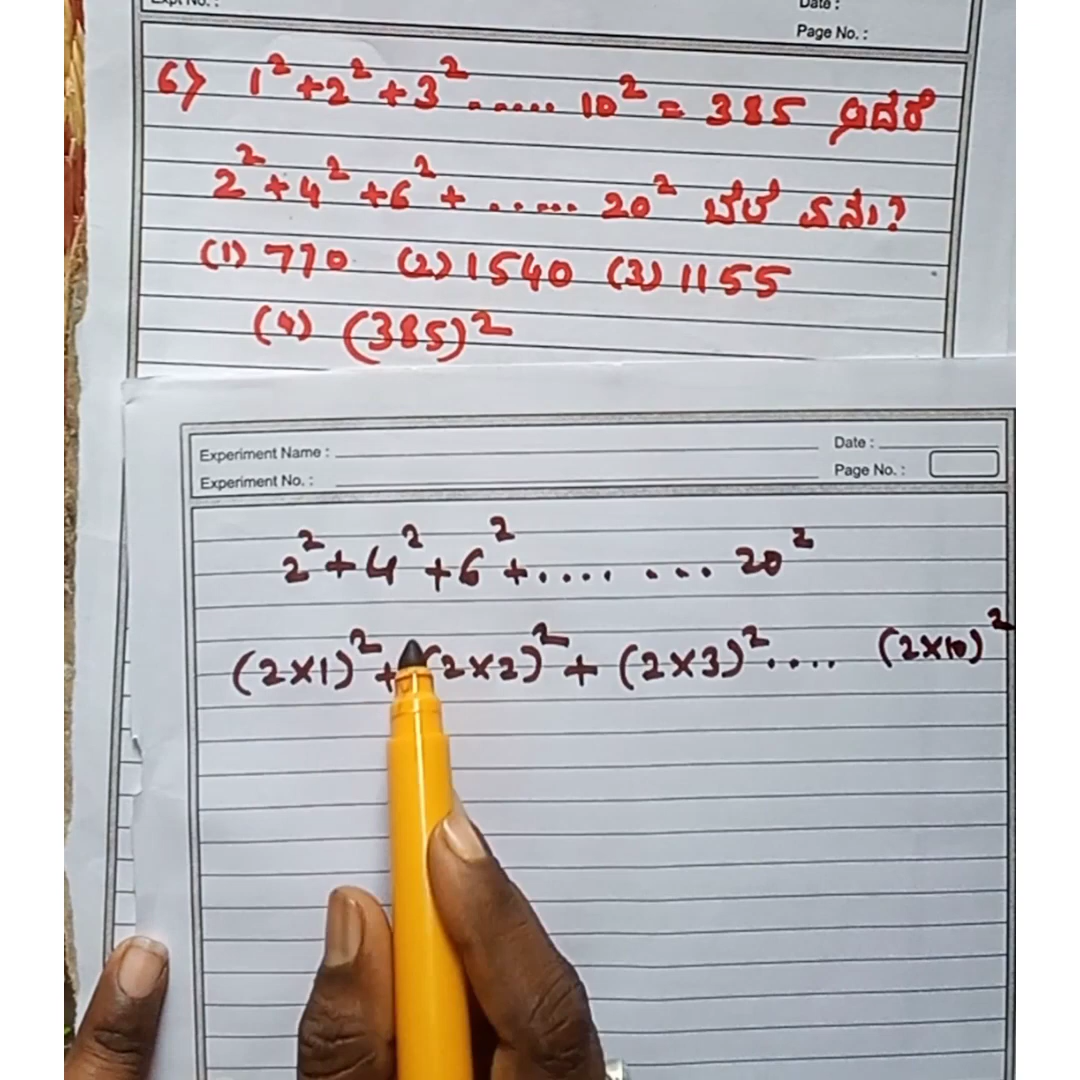 Expt No. :
Date :
Page No. :
6) 1² + 2² + 3² ...... 10² = 385 ಆದರೆ
2² + 4² + 6² + ...... 20² ಬೆಲೆ ಏನು?
(1) 770 (2) 1540 (3) 1155
(4) (385)²
Experiment Name :
Date :
Experiment No. :
Page No. :
2² + 4² + 6² + .... ... 20²
(2×1)² + (2×2)² + (2×3)² .... (2×10)²